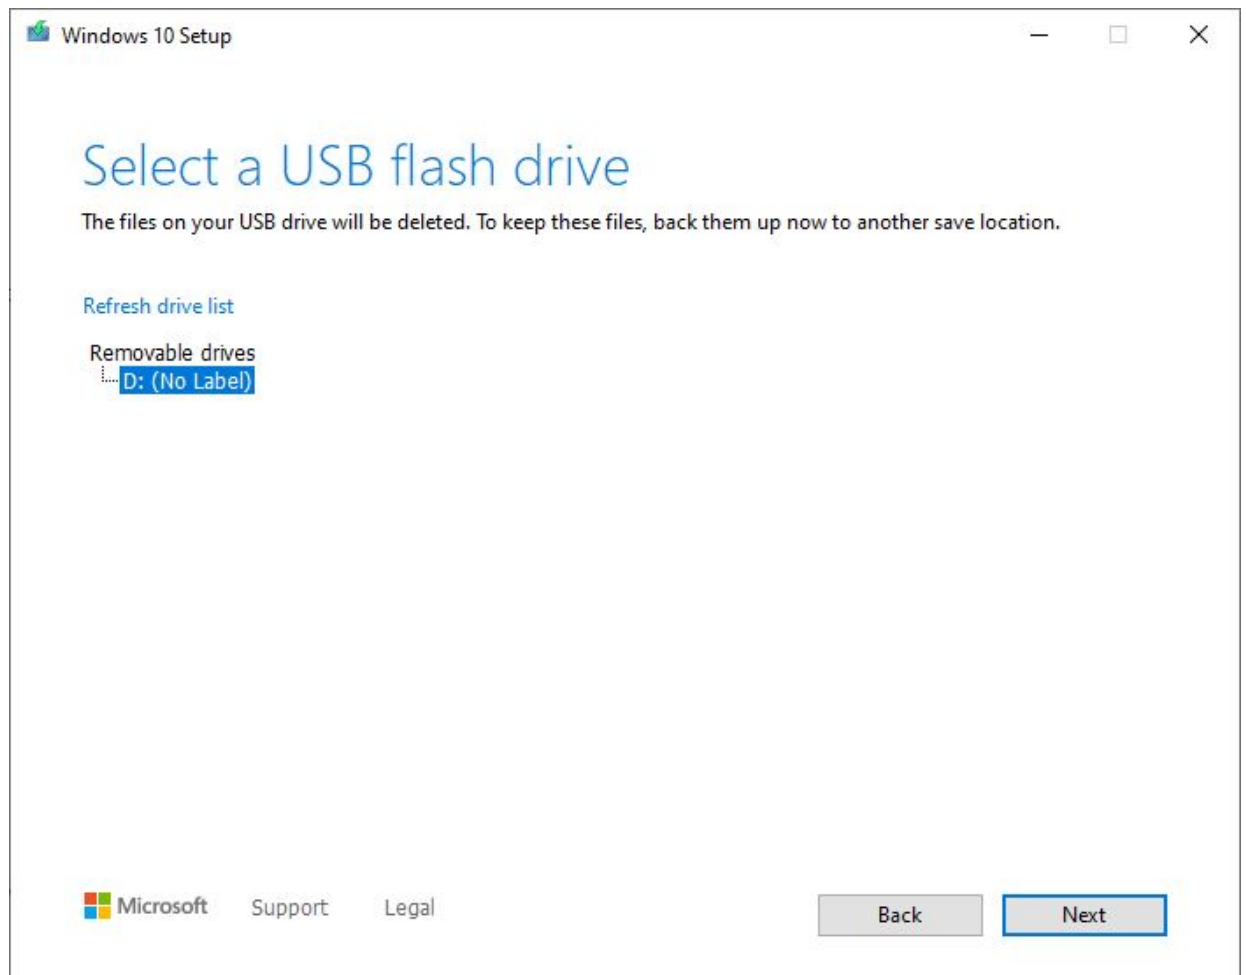 Windows 10 Setup
Select a USB flash drive
The files on your USB drive will be deleted. To keep these files, back them up now to another save location.
Refresh drive list
Removable drives
D: (No Label)
Microsoft Support Legal Back Next